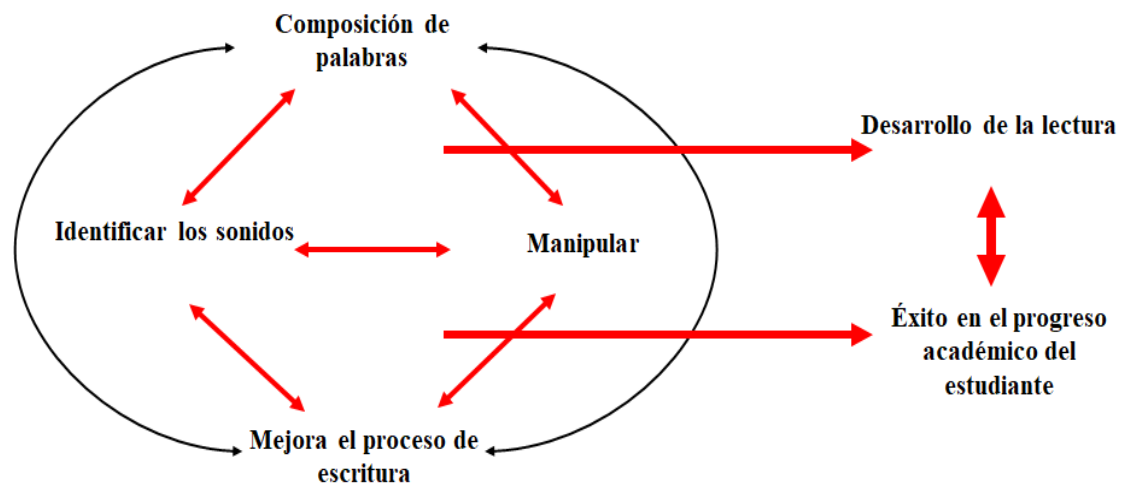 Composición de
palabras
Desarrollo de la lectura
Identificar los sonidos
Manipular
Éxito en el progreso
académico del
estudiante
Mejora el proceso de
escritura